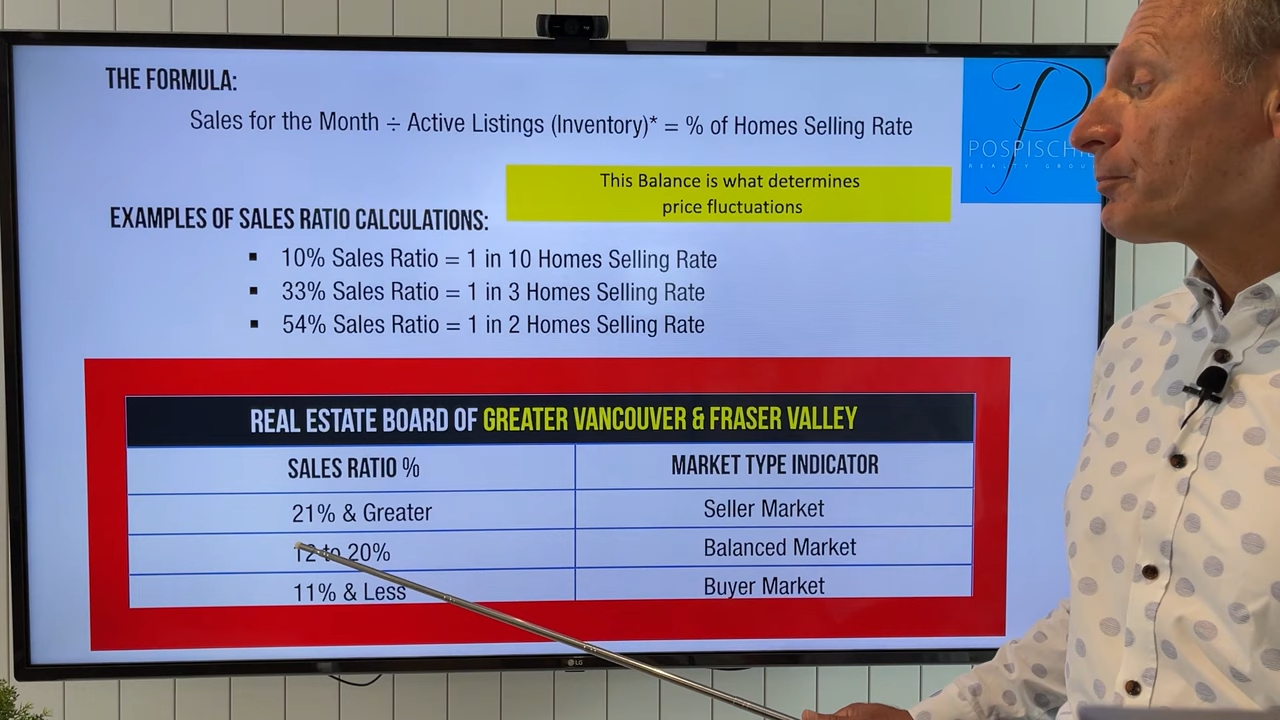 THE FORMULA:
Sales for the Month ÷ Active Listings (Inventory)* = % of Homes Selling Rate
P
POSPISCHI
REALTY GROU
This Balance is what determines
price fluctuations
EXAMPLES OF SALES RATIO CALCULATIONS:
▪ 10% Sales Ratio = 1 in 10 Homes Selling Rate
▪ 33% Sales Ratio = 1 in 3 Homes Selling Rate
▪ 54% Sales Ratio = 1 in 2 Homes Selling Rate
REAL ESTATE BOARD OF GREATER VANCOUVER & FRASER VALLEY
SALES RATIO % MARKET TYPE INDICATOR
21% & Greater Seller Market
12 to 20% Balanced Market
11% & Less Buyer Market
LG